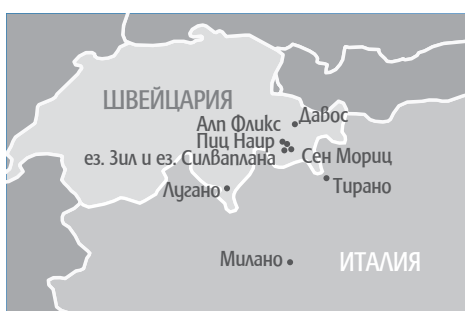 ШВЕЙЦАРИЯ
Давос
Алп Фликс
Пиц Наир
ез. Зил и ез. Силваплана
Сен Мориц
Лугано
Тирано
Милано
ИТАЛИЯ